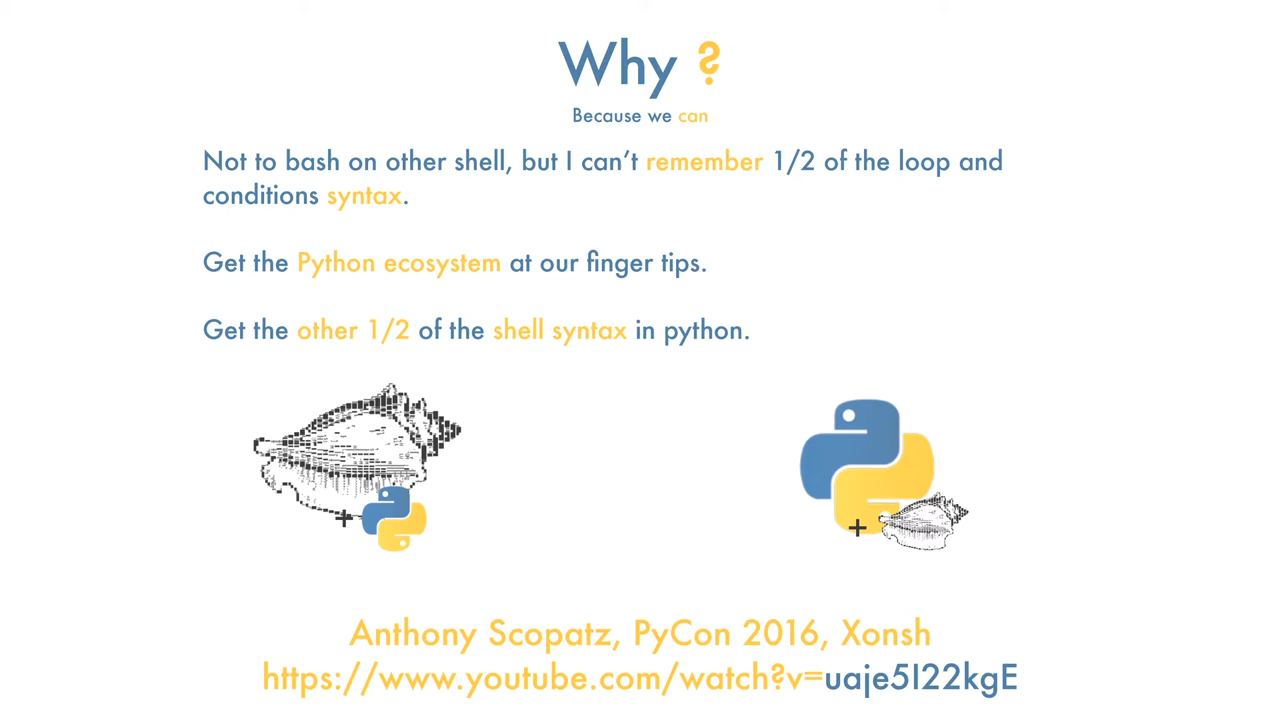 Why ?
Because we can
Not to bash on other shell, but I can’t remember 1/2 of the loop and
conditions syntax.
Get the Python ecosystem at our finger tips.
Get the other 1/2 of the shell syntax in python.
+
+
Anthony Scopatz, PyCon 2016, Xonsh
https://www.youtube.com/watch?v=uaje5I22kgE